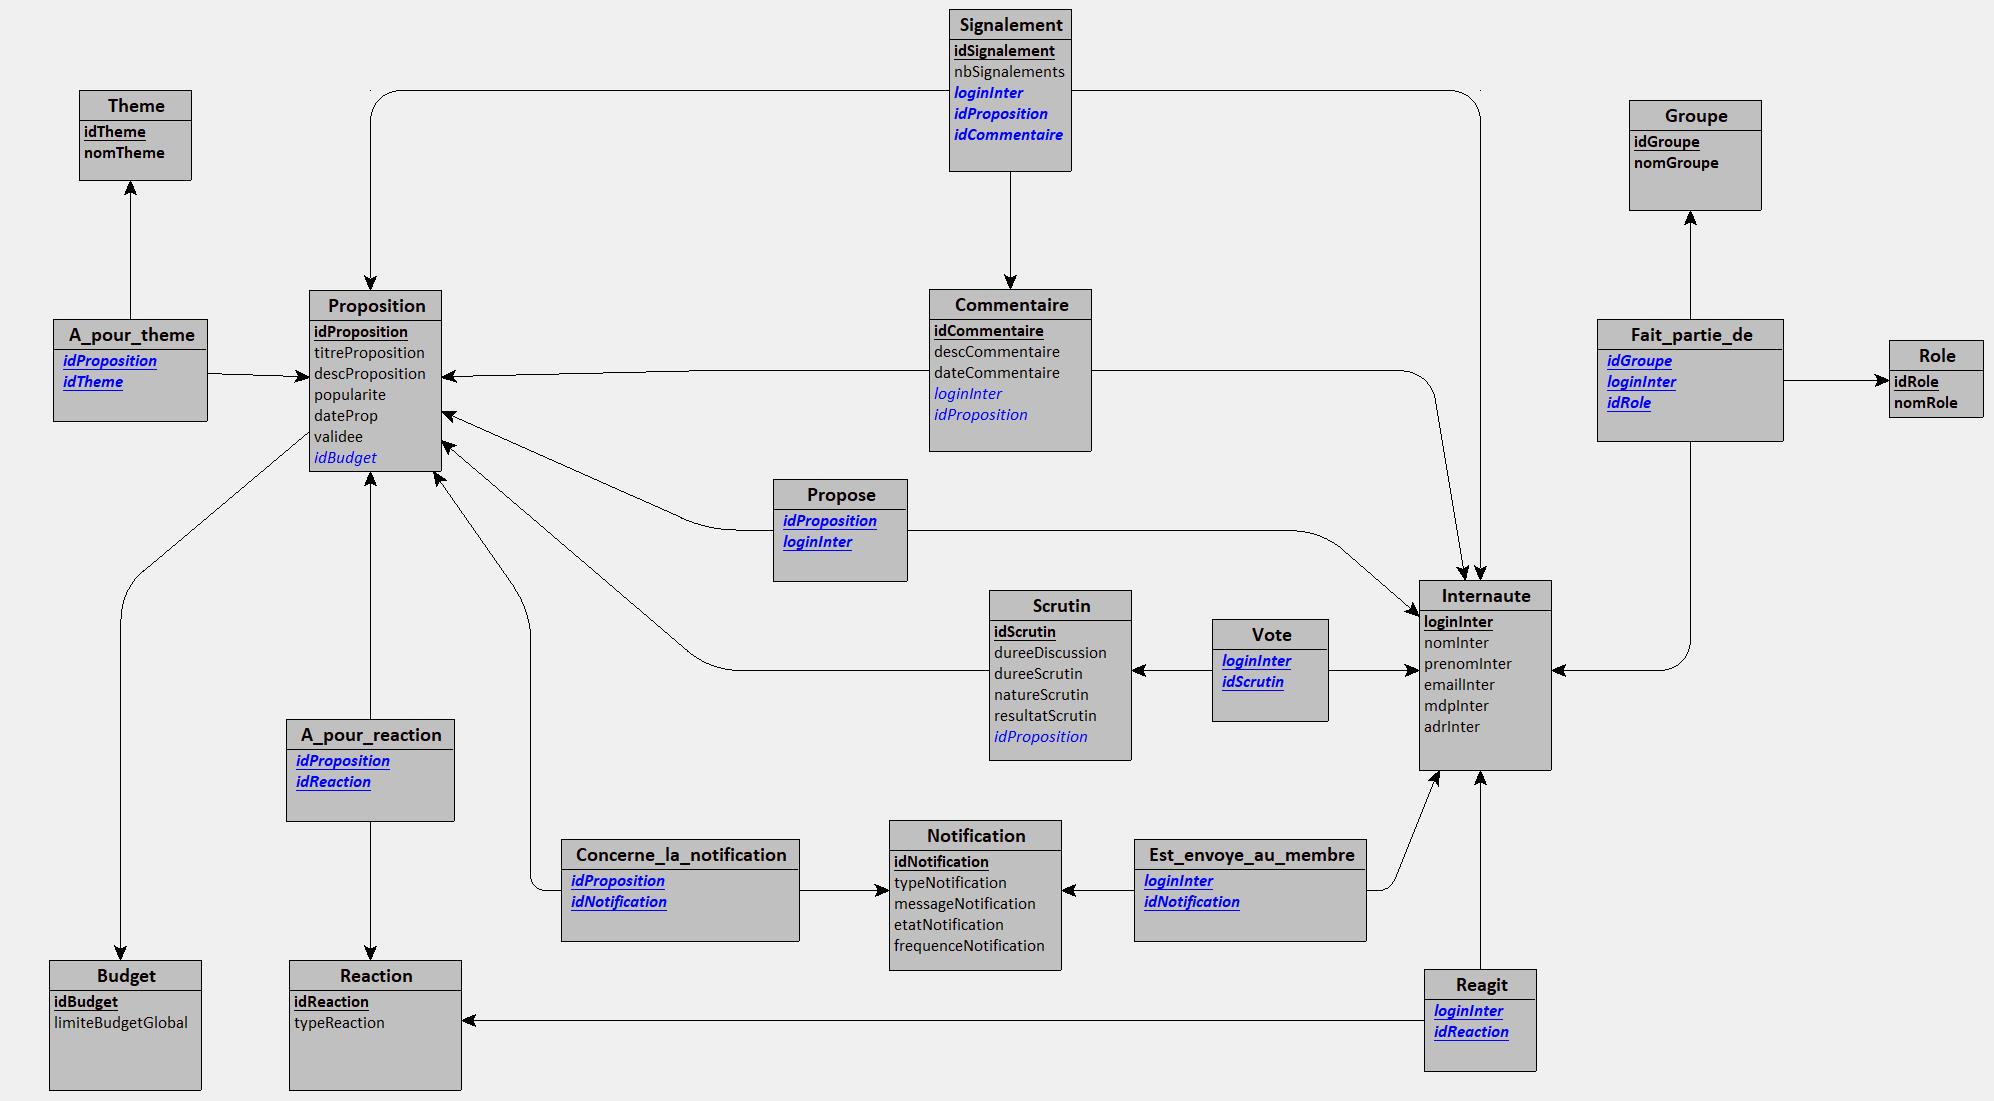 Signalement
idSignalement
nbSignalements
loginInter
idProposition
idCommentaire
Theme
idTheme
nomTheme
Groupe
idGroupe
nomGroupe
Proposition
idProposition
titreProposition
descProposition
popularite
dateProp
validee
idBudget
Commentaire
idCommentaire
descCommentaire
dateCommentaire
loginInter
idProposition
A_pour_theme
idProposition
idTheme
Fait_partie_de
idGroupe
loginInter
idRole
Role
idRole
nomRole
Propose
idProposition
loginInter
Internaute
loginInter
nomInter
prenomInter
emailInter
mdpInter
adrInter
Scrutin
idScrutin
dureeDiscussion
dureeScrutin
natureScrutin
resultatScrutin
idProposition
Vote
loginInter
idScrutin
A_pour_reaction
idProposition
idReaction
Notification
idNotification
typeNotification
messageNotification
etatNotification
frequenceNotification
Concerne_la_notification
idProposition
idNotification
Est_envoye_au_membre
loginInter
idNotification
Budget
idBudget
limiteBudgetGlobal
Reaction
idReaction
typeReaction
Reagit
loginInter
idReaction